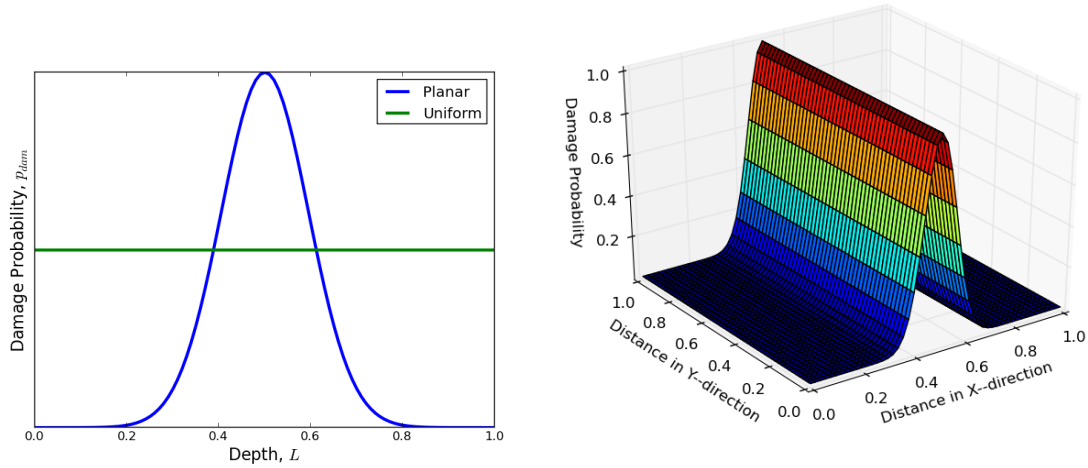 Planar
Uniform
Damage Probability, p_dam
0.0 0.2 0.4 0.6 0.8 1.0
Depth, L
1.0
0.8
0.6
0.4
0.2
Damage Probability
1.0
0.8
0.6
0.4
0.2
0.0
Distance in Y--direction
0.0
0.2
0.4
0.6
0.8
1.0
Distance in X--direction